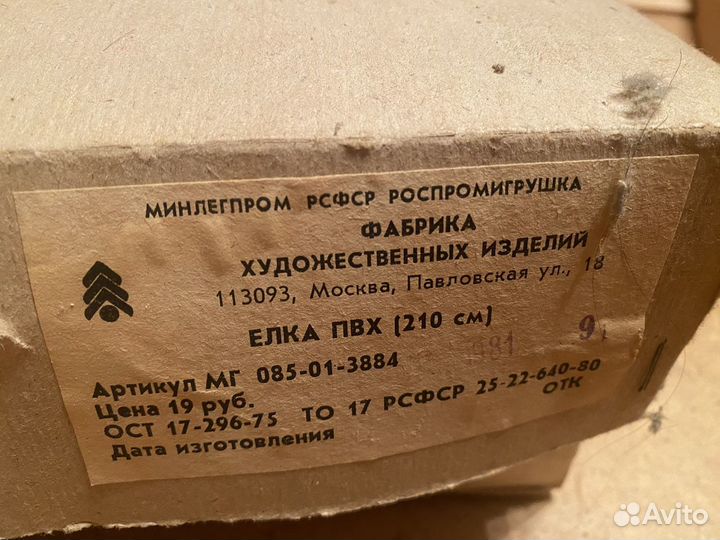 МИНЛЕГПРОМ РСФСР РОСПРОМИГРУШКА
ФАБРИКА
ХУДОЖЕСТВЕННЫХ ИЗДЕЛИЙ
113093, Москва, Павловская ул., 18
ЕЛКА ПВХ (210 см)
Артикул МГ 085-01-3884
Цена 19 руб.
ОСТ 17-296-75 ТО 17 РСФСР 25-22-640-80
Дата изготовления ОТК
Avito